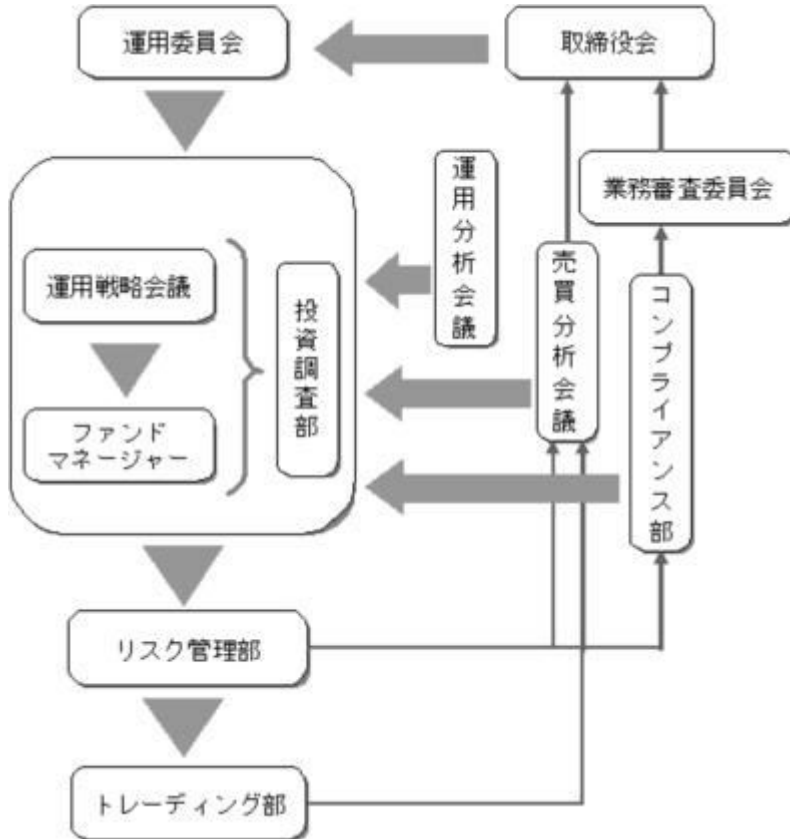 運用委員会
取締役会
運用分析会議
業務審査委員会
運用戦略会議
投資調査部
売買分析会議
コンプライアンス部
ファンド
マネージャー
リスク管理部
トレーディング部